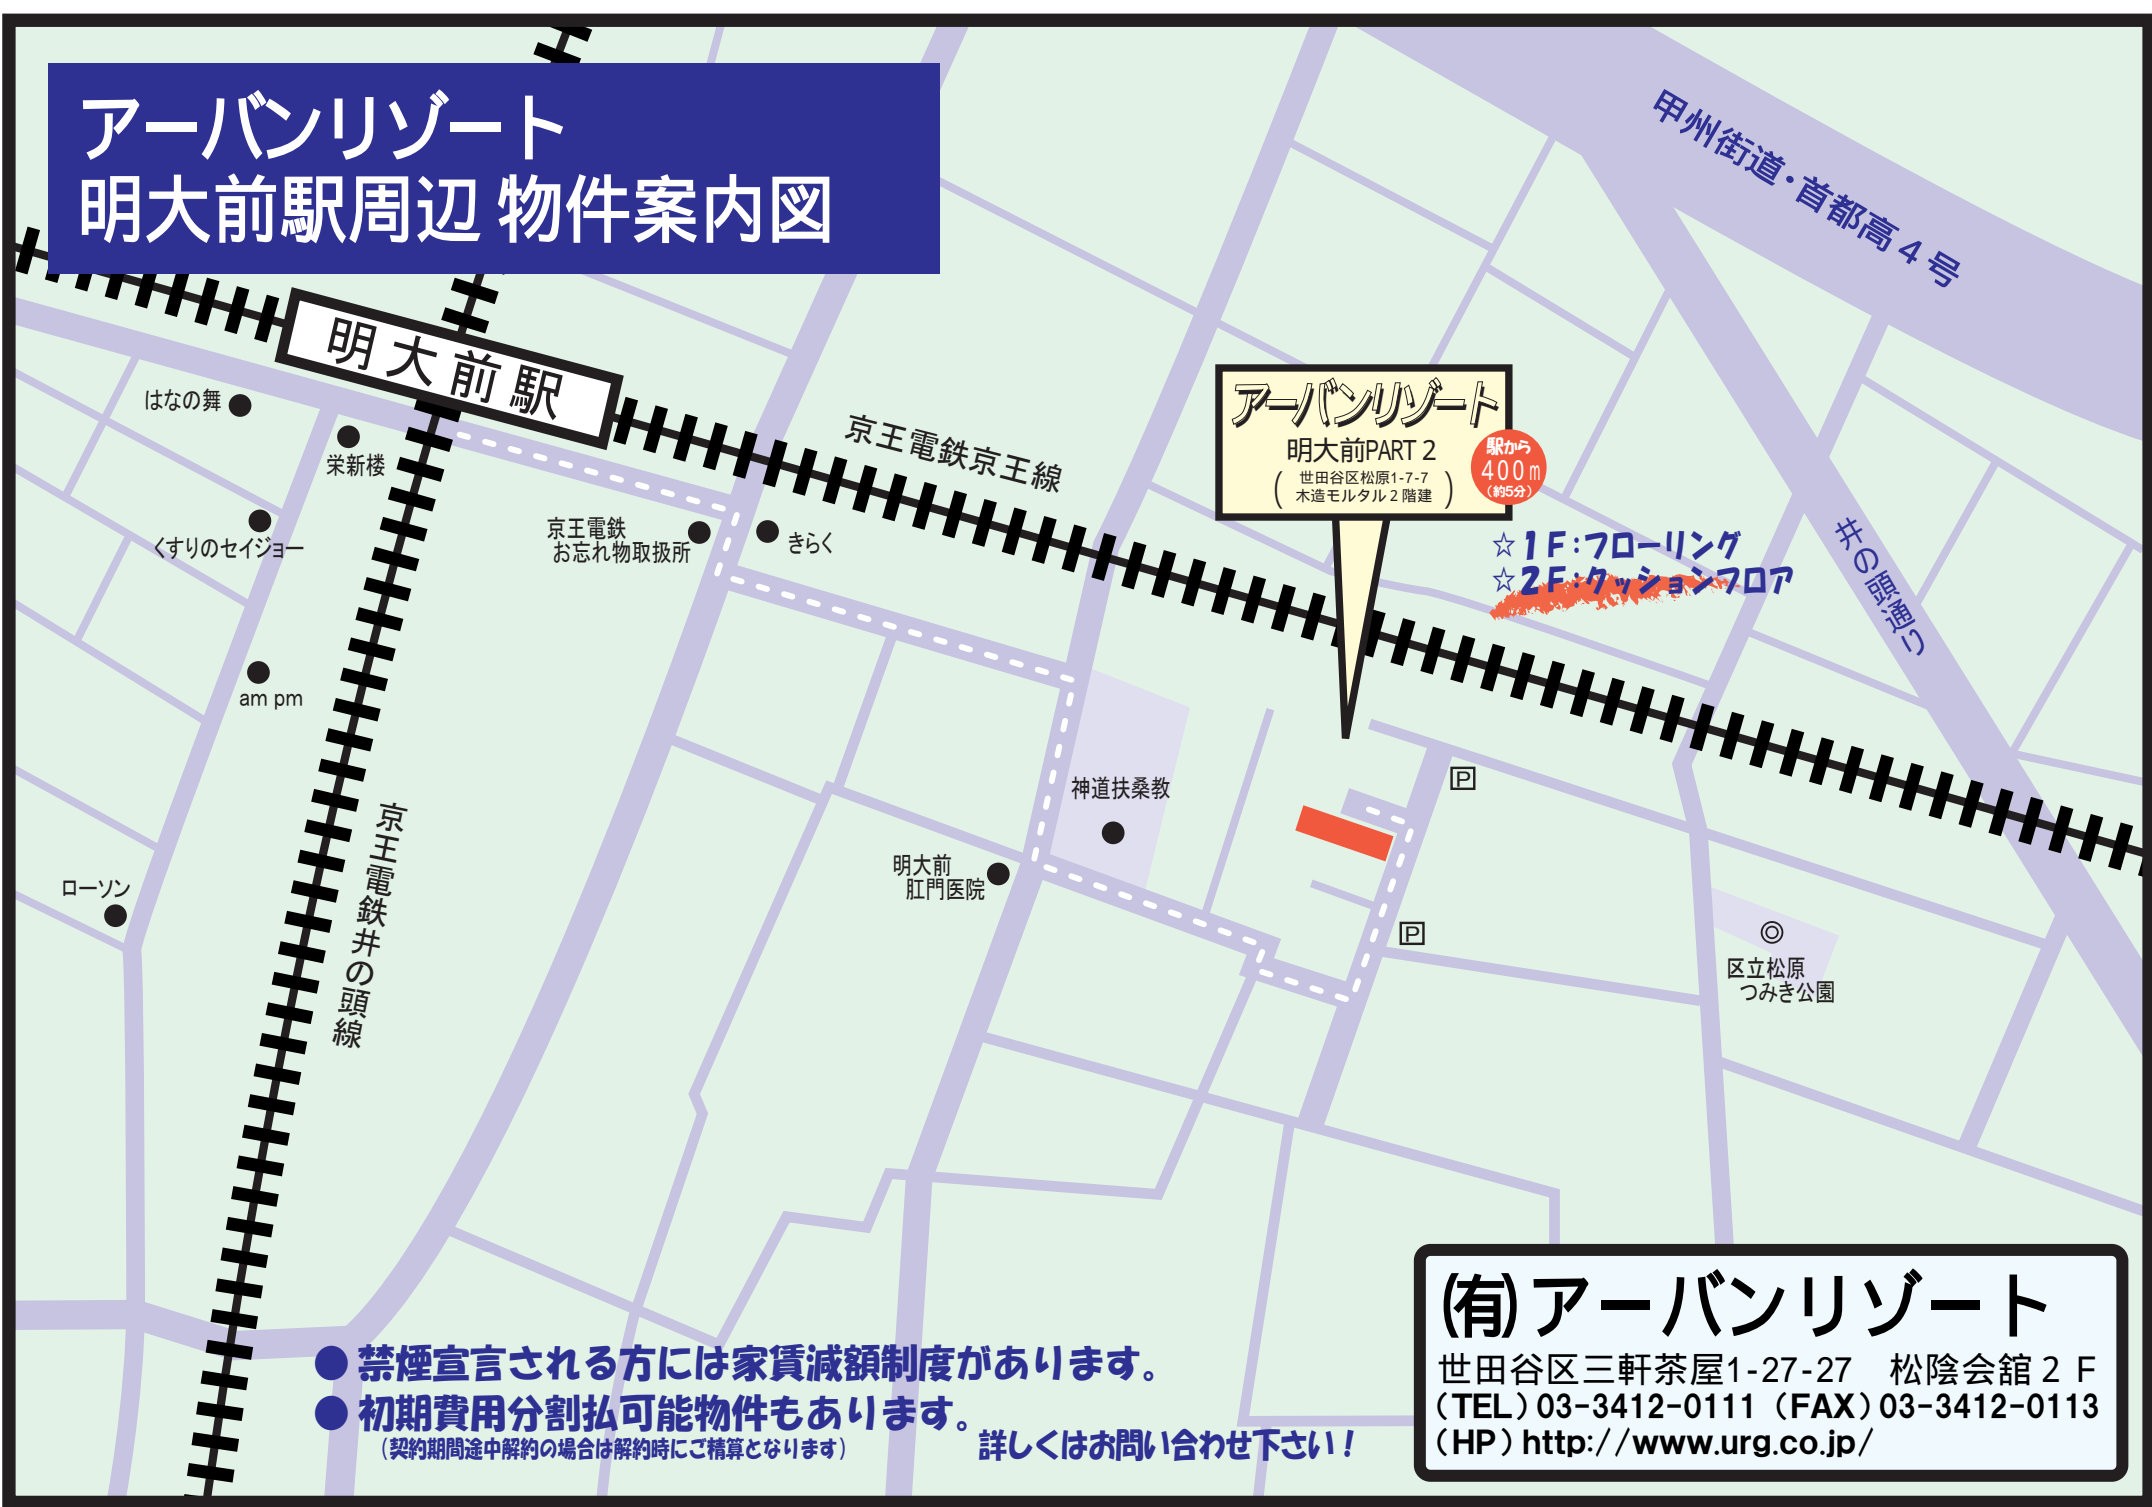 アーバンリゾート
明大前駅周辺 物件案内図
甲州街道・首都高４号
明大前駅
はなの舞
栄新楼
くすりのセイジョー
am pm
ローソン
京王電鉄井の頭線
京王電鉄
お忘れ物取扱所
きらく
京王電鉄京王線
アーバンリゾート
明大前PART 2
(世田谷区松原1-7-7
木造モルタル２階建)
駅から
400m
(約5分)
☆1F:フローリング
☆2F:クッションフロア
井の頭通り
神道扶桑教
明大前
肛門医院
P
P
◎
区立松原
つみき公園
●禁煙宣言される方には家賃減額制度があります。
●初期費用分割払可能物件もあります。
(契約期間途中解約の場合は解約時にご精算となります)
詳しくはお問い合わせ下さい！
㈲アーバンリゾート
世田谷区三軒茶屋1-27-27　松陰会舘２Ｆ
(TEL) 03-3412-0111 (FAX) 03-3412-0113
(HP) http://www.urg.co.jp/